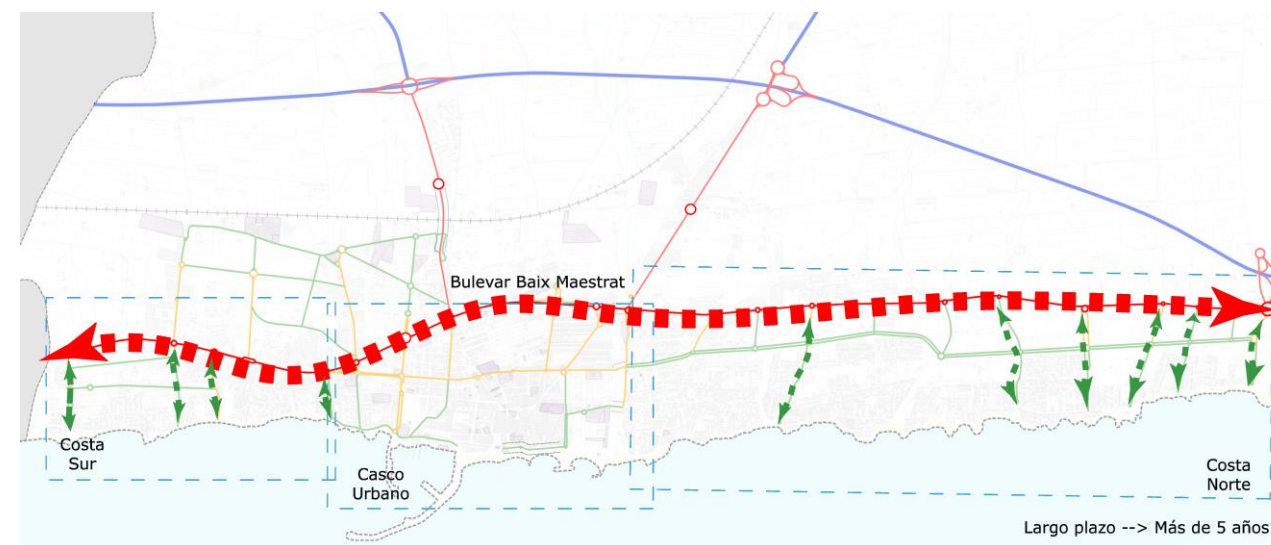 Bulevar Baix Maestrat
Costa
Sur
Casco
Urbano
Costa
Norte
Largo plazo --> Más de 5 años